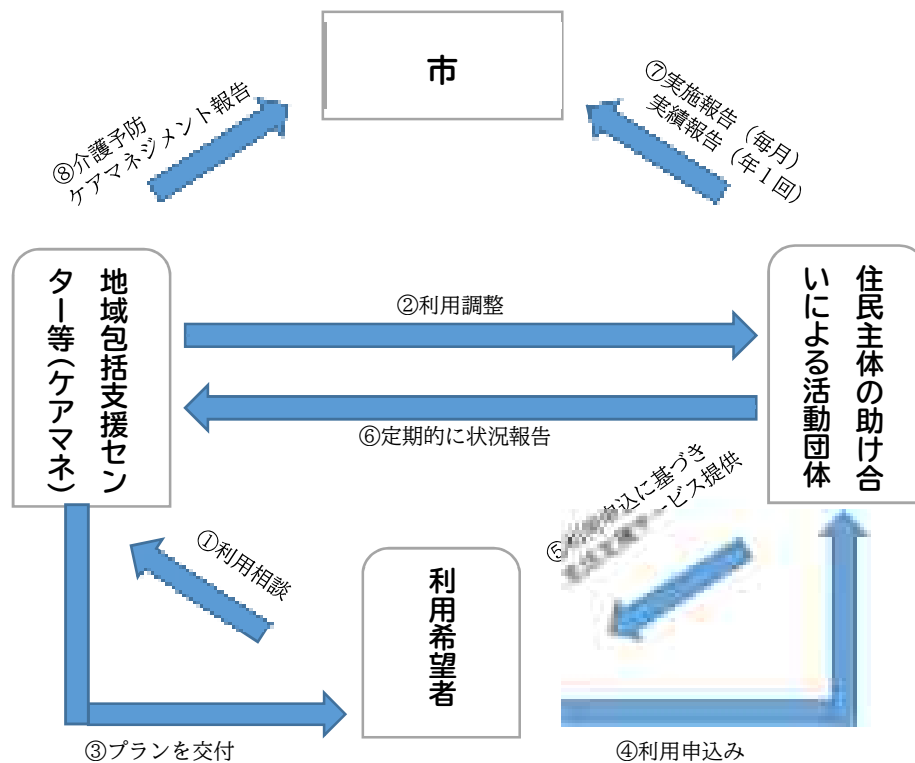 市
⑧介護予防
ケアマネジメント報告
⑦実施報告（毎月）
実績報告（年１回）
地域包括支援セン
ター等(ケアマネ)
②利用調整
住民主体の助け合
いによる活動団体
⑥定期的に状況報告
①利用相談
利用希望者
⑤利用申込に基づき
サービス提供
③プランを交付
④利用申込み